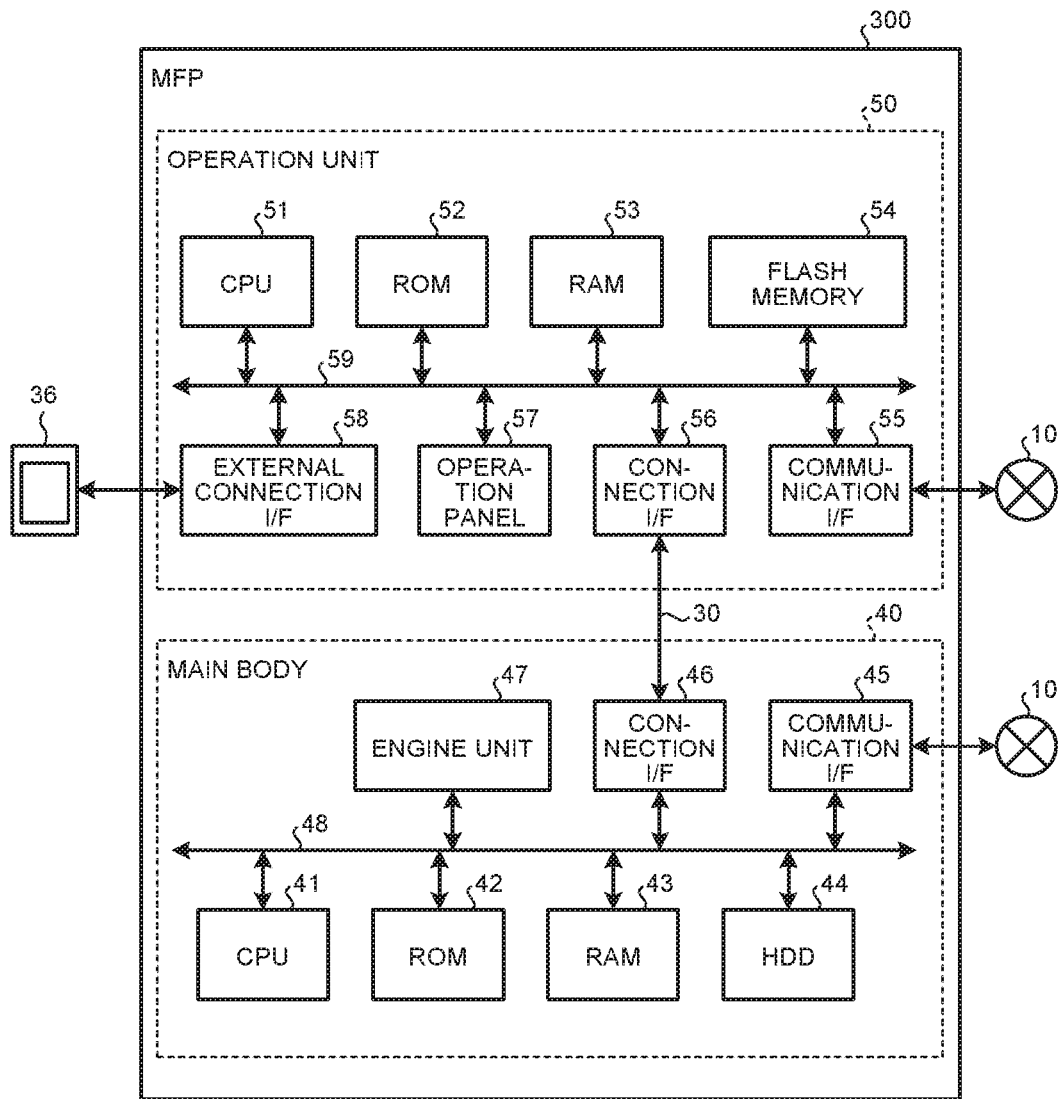 300
MFP
50
OPERATION UNIT
51
52
53
54
CPU
ROM
RAM
FLASH
MEMORY
59
36
58
57
56
55
10
EXTERNAL
CONNECTION
I/F
OPERA-
TION
PANEL
CON-
NECTION
I/F
COMMU-
NICATION
I/F
30
40
MAIN BODY
47
46
45
10
ENGINE UNIT
CON-
NECTION
I/F
COMMU-
NICATION
I/F
48
41
42
43
44
CPU
ROM
RAM
HDD